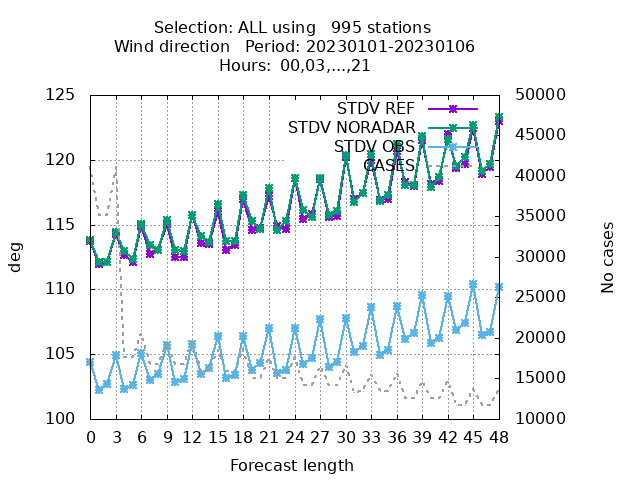 Selection: ALL using   995 stations
Wind direction   Period: 20230101-20230106
Hours:  00,03,...,21
125
120
115
110
105
100
50000
45000
40000
35000
30000
25000
20000
15000
10000
STDV REF
STDV NORADAR
STDV OBS
CASES
deg
No cases
0 3 6 9 12 15 18 21 24 27 30 33 36 39 42 45 48
Forecast length